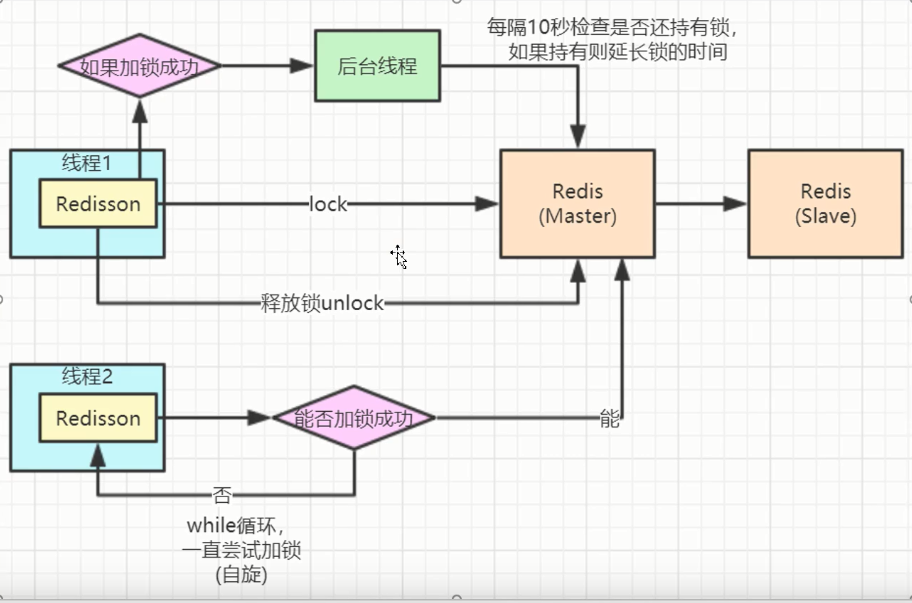 每隔10秒检查是否还持有锁，
如果持有则延长锁的时间
如果加锁成功
后台线程
线程1
Redisson
lock
Redis
(Master)
Redis
(Slave)
释放锁unlock
线程2
Redisson
能否加锁成功
能
否
while循环，
一直尝试加锁
(自旋)